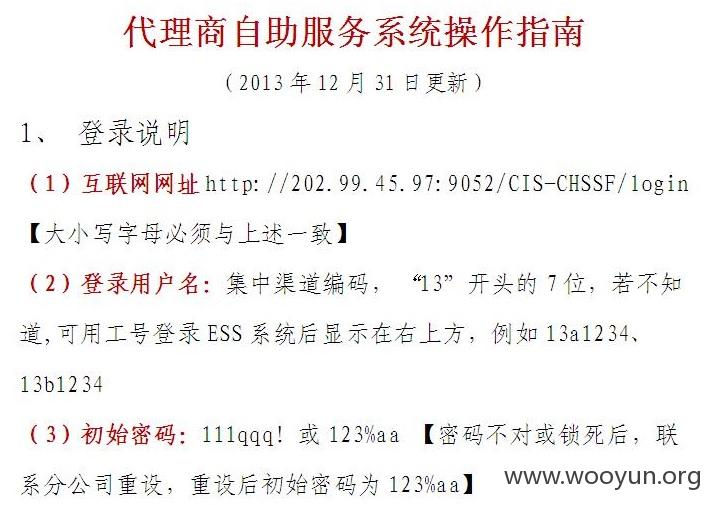 代理商自助服务系统操作指南
（2013 年 12 月 31 日更新）
1、 登录说明
（1）互联网网址 http://202.99.45.97:9052/CIS-CHSSF/login
【大小写字母必须与上述一致】
（2）登录用户名：集中渠道编码，“13”开头的 7 位，若不知
道,可用工号登录 ESS 系统后显示在右上方，例如 13a1234、
13b1234
（3）初始密码：111qqq! 或 123%aa 【密码不对或锁死后，联
系分公司重设，重设后初始密码为 123%aa】
www.wooyun.org